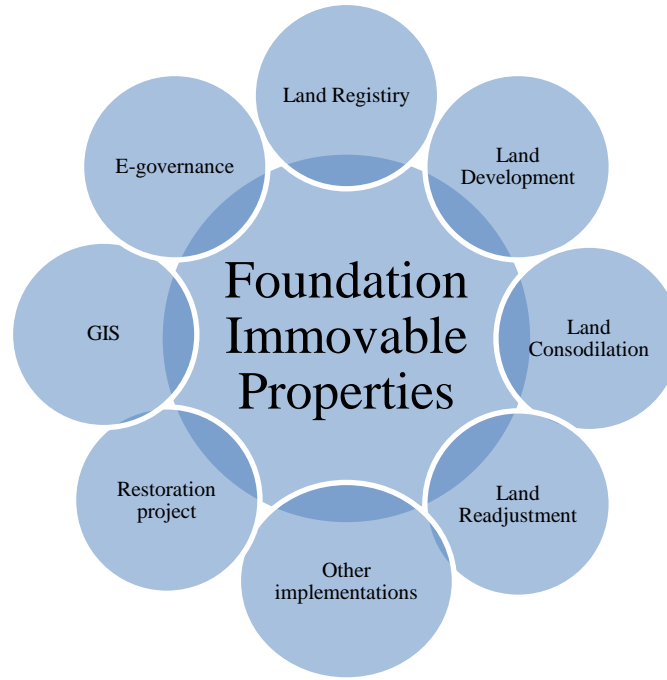 Land Registiry
E-governance
Land
Development
Foundation
Immovable
Properties
GIS
Land
Consodilation
Restoration
project
Land
Readjustment
Other
implementations